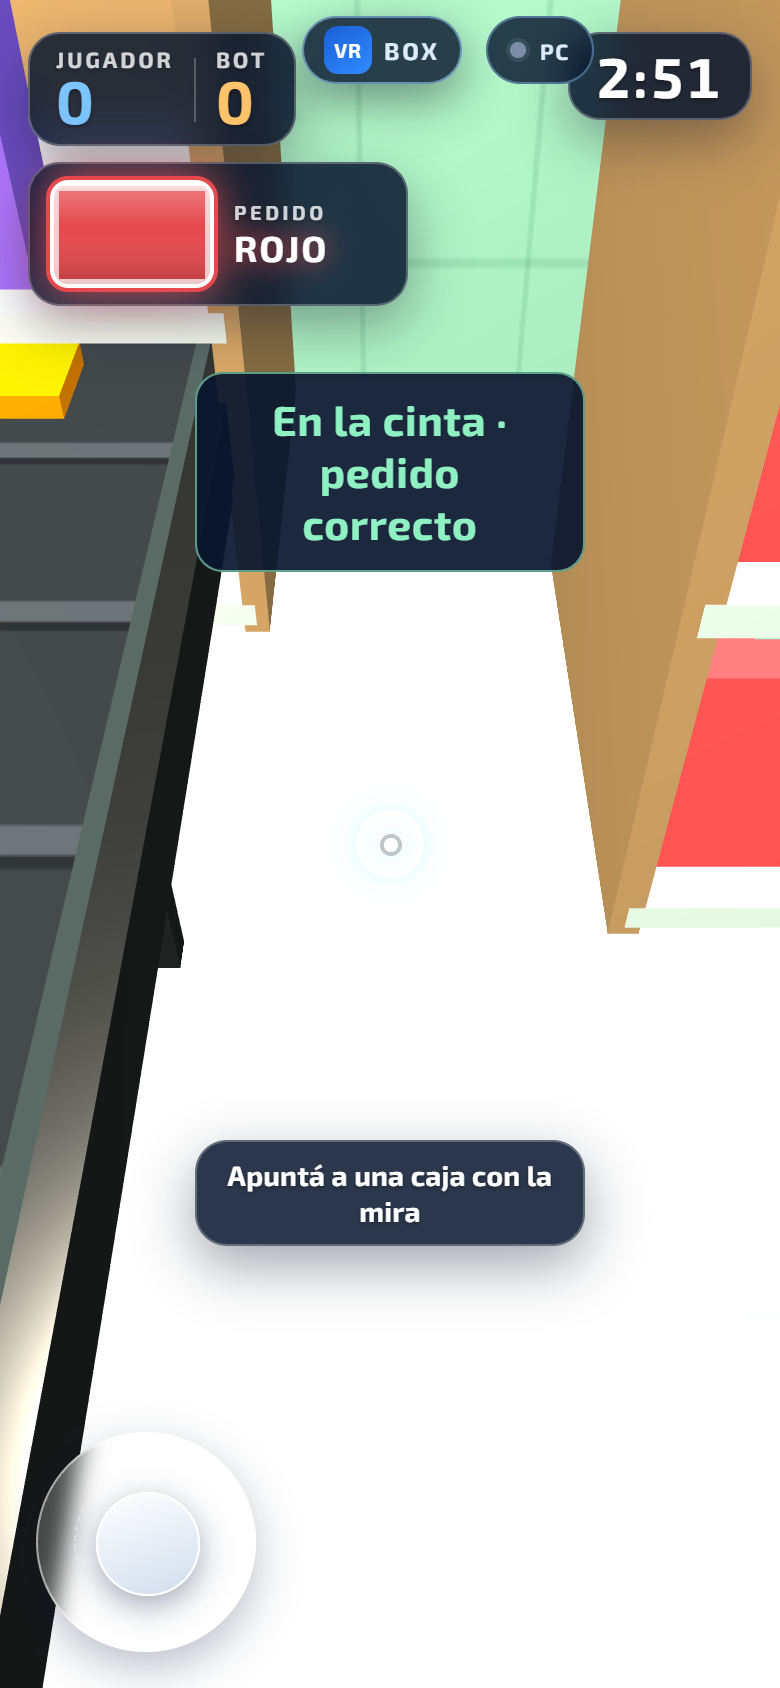 JUGADOR BOT
0 0
VR BOX
PC
2:51
PEDIDO
ROJO
En la cinta ·
pedido
correcto
Apuntá a una caja con la
mira